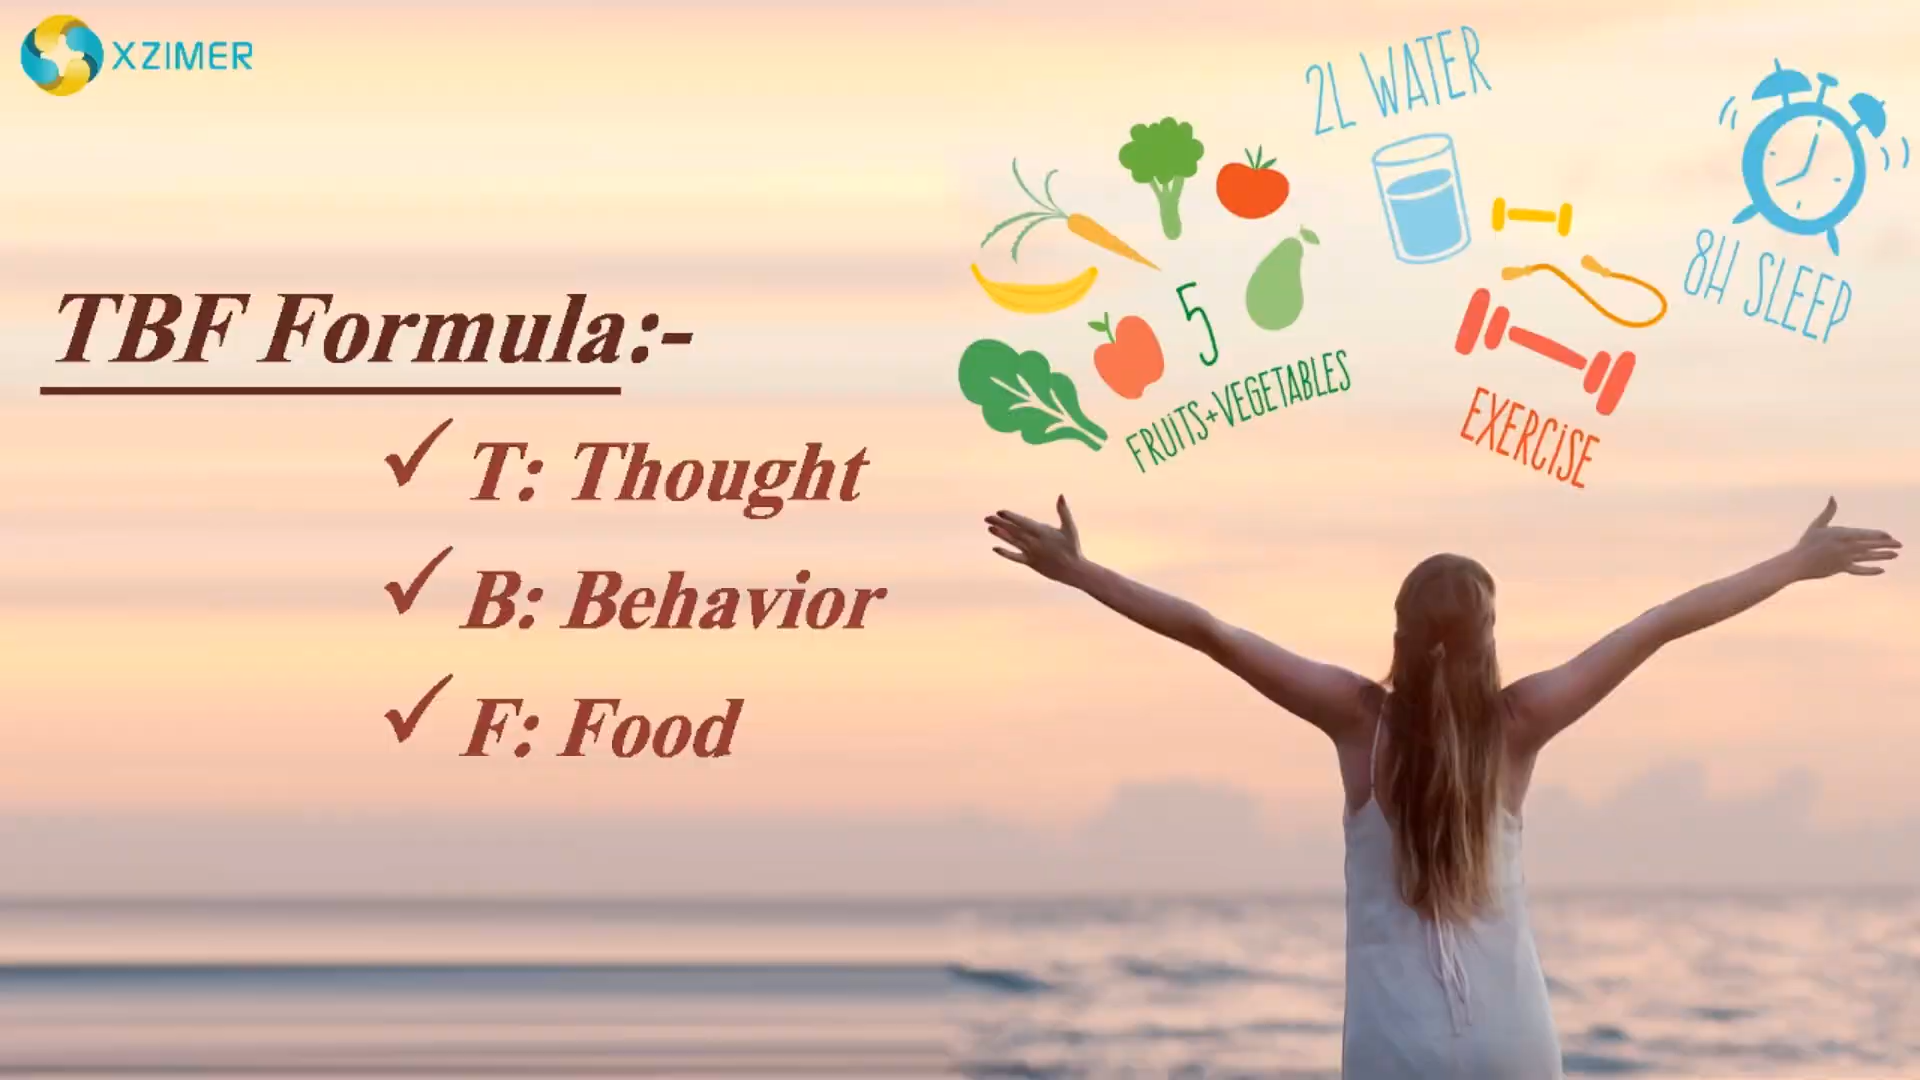 XZIMER
TBF Formula:-
✓ T: Thought
✓ B: Behavior
✓ F: Food
2L WATER
5
FRUITS+VEGETABLES
EXERCISE
8H SLEEP